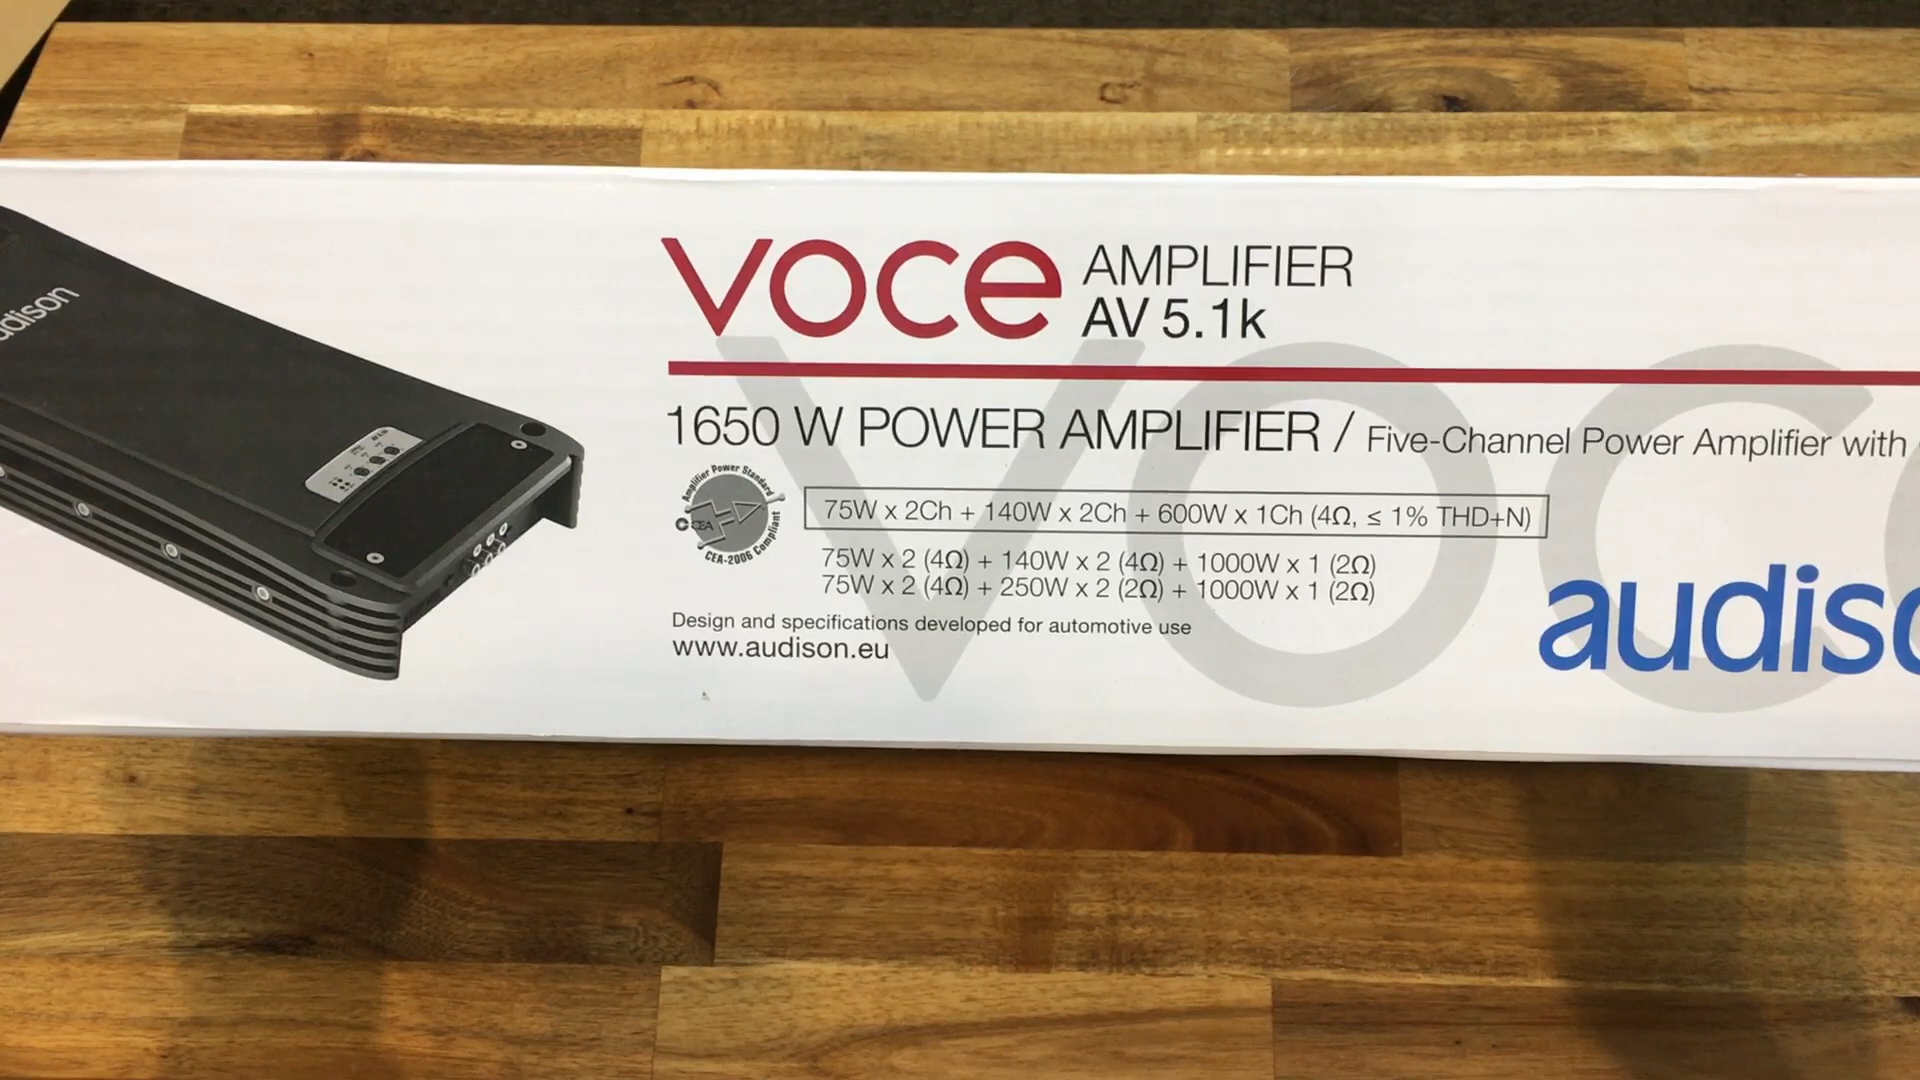 voce AMPLIFIER
AV 5.1k
1650 W POWER AMPLIFIER / Five-Channel Power Amplifier with
Amplifier Power Standard
CEA
CEA-2006 Compliant
75W x 2Ch + 140W x 2Ch + 600W x 1Ch (4Ω, ≤ 1% THD+N)
75W x 2 (4Ω) + 140W x 2 (4Ω) + 1000W x 1 (2Ω)
75W x 2 (4Ω) + 250W x 2 (2Ω) + 1000W x 1 (2Ω)
Design and specifications developed for automotive use
www.audison.eu